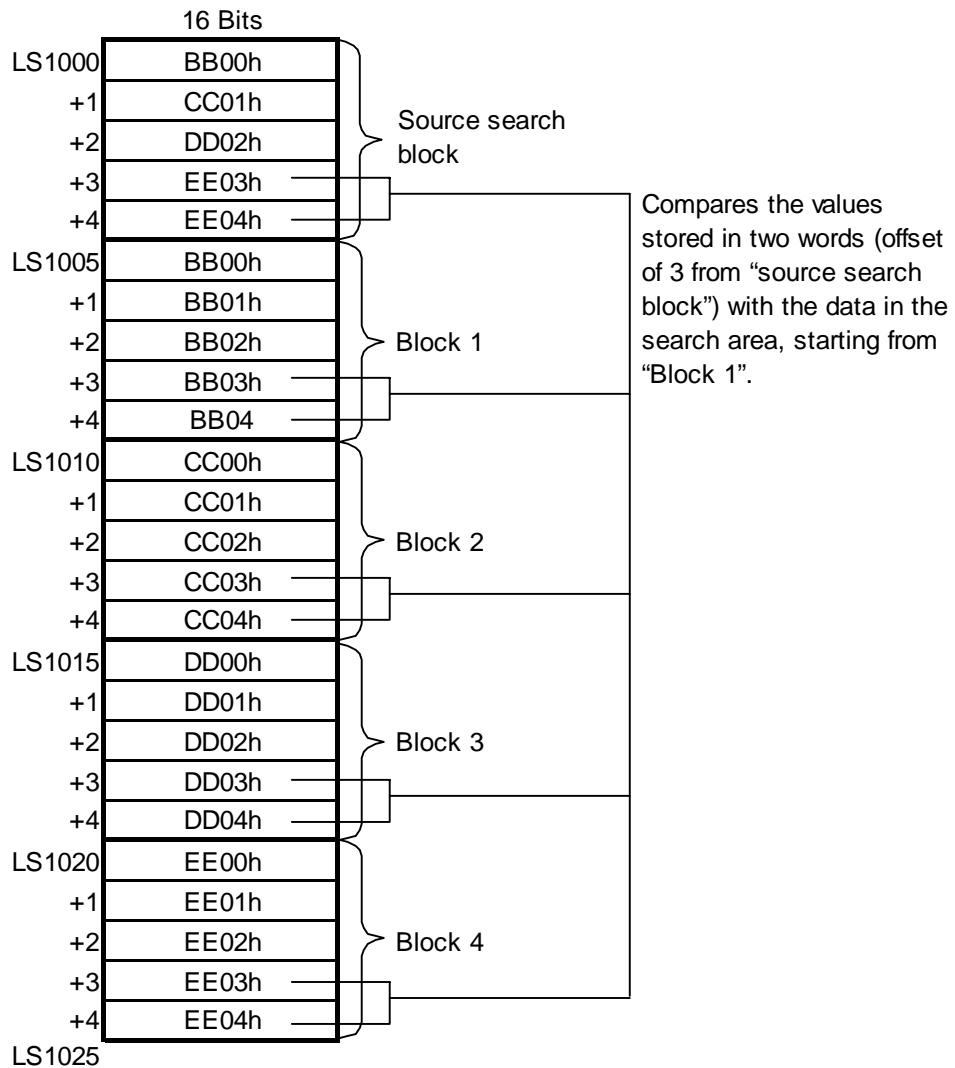 16 Bits
LS1000 BB00h
+1 CC01h
+2 DD02h
+3 EE03h
+4 EE04h
Source search
block
LS1005 BB00h
+1 BB01h
+2 BB02h
+3 BB03h
+4 BB04
Block 1
LS1010 CC00h
+1 CC01h
+2 CC02h
+3 CC03h
+4 CC04h
Block 2
LS1015 DD00h
+1 DD01h
+2 DD02h
+3 DD03h
+4 DD04h
Block 3
LS1020 EE00h
+1 EE01h
+2 EE02h
+3 EE03h
+4 EE04h
Block 4
LS1025
Compares the values
stored in two words (offset
of 3 from “source search
block”) with the data in the
search area, starting from
“Block 1”.